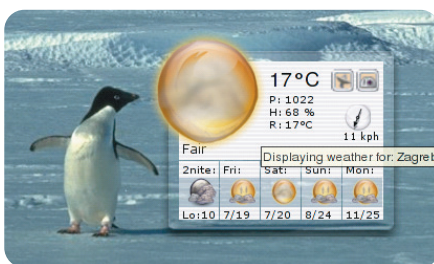 17°C
P: 1022
H: 68 %
R: 17°C
11 kph
Fair
Displaying weather for: Zagreb
2nite: Fri: Sat: Sun: Mon:
Lo:10 7/19 7/20 8/24 11/25